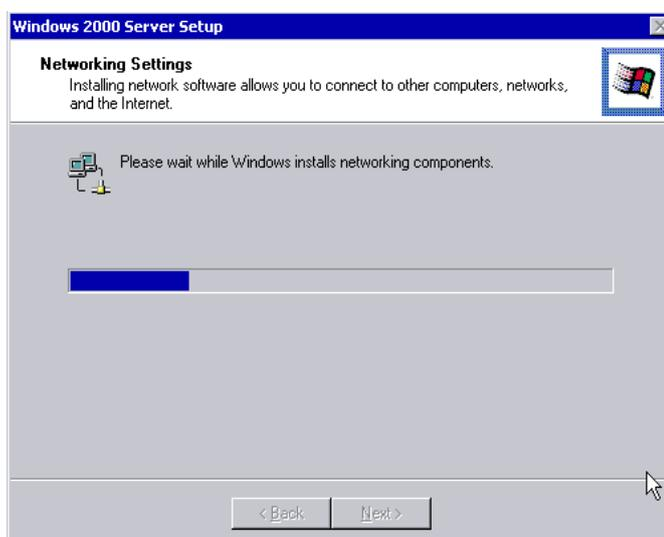 Windows 2000 Server Setup
Networking Settings
Installing network software allows you to connect to other computers, networks,
and the Internet.
Please wait while Windows installs networking components.
< Back
Next >